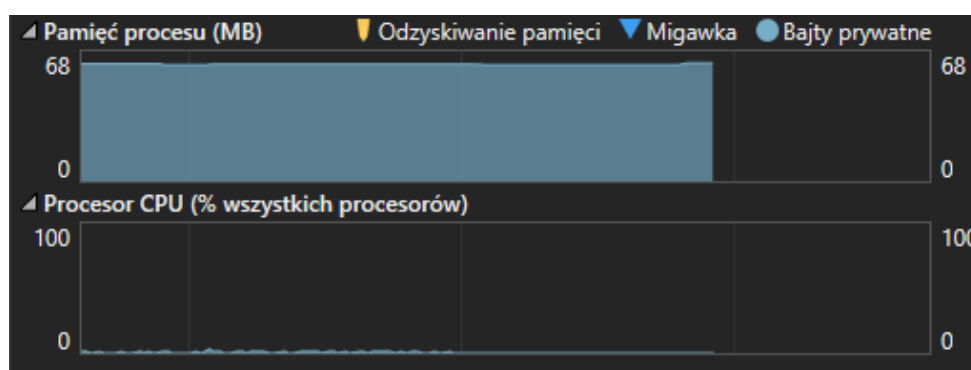 Pamięć procesu (MB) Odzyskiwanie pamięci Migawka Bajty prywatne
68 68
0 0
Procesor CPU (% wszystkich procesorów)
100 100
0 0